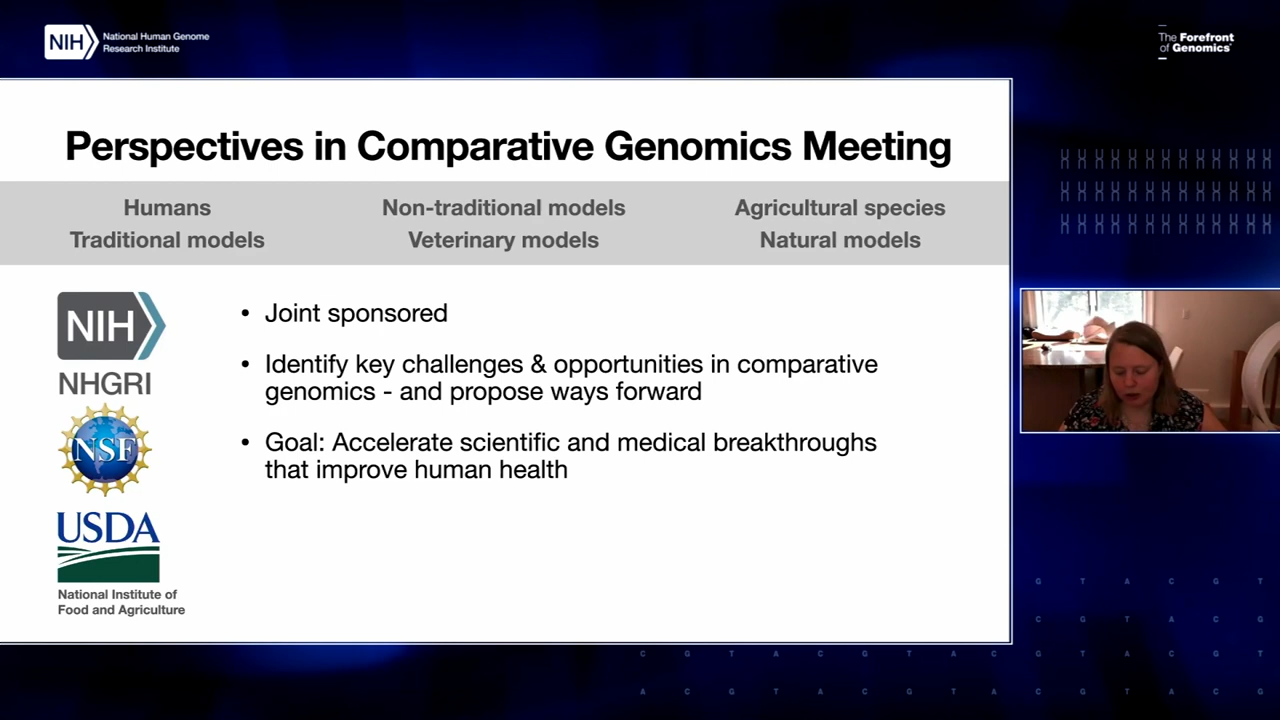 NIH
National Human Genome
Research Institute
The Forefront
of Genomics
Perspectives in Comparative Genomics Meeting
Humans
Traditional models
Non-traditional models
Veterinary models
Agricultural species
Natural models
NIH
NHGRI
NSF
USDA
National Institute of
Food and Agriculture
• Joint sponsored
• Identify key challenges & opportunities in comparative
genomics - and propose ways forward
• Goal: Accelerate scientific and medical breakthroughs
that improve human health
G T A C G T
C G T A C G
C G T A C G T A C G T A C G T
A C G T A C G T A C G T A C G